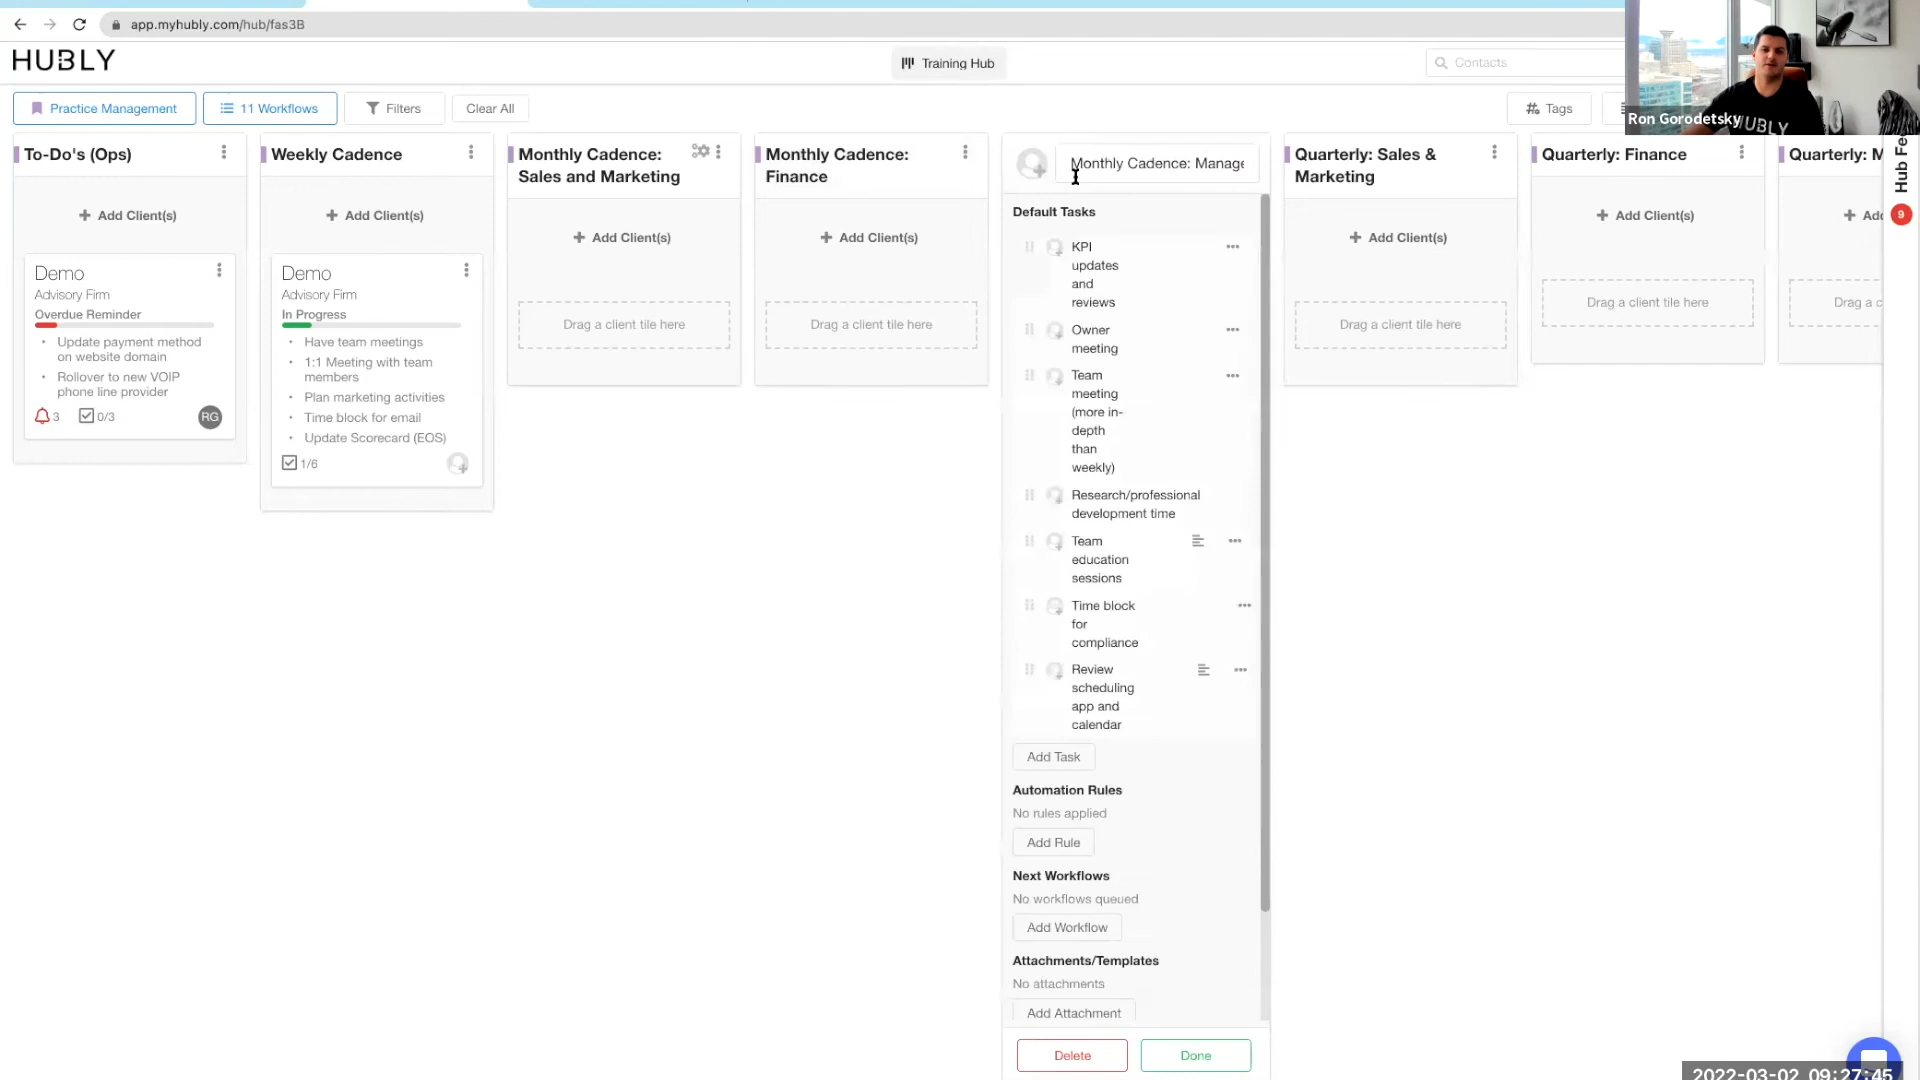 app.myhubly.com/hub/fas3B
HUBLY
Training Hub
Contacts
Practice Management
11 Workflows
Filters
Clear All
Tags
Ron Gorodetsky
HUBLY
To-Do's (Ops)
Add Client(s)
Demo
Advisory Firm
Overdue Reminder
• Update payment method
on website domain
• Rollover to new VOIP
phone line provider
3
0/3
RG
Weekly Cadence
Add Client(s)
Demo
Advisory Firm
In Progress
• Have team meetings
• 1:1 Meeting with team
members
• Plan marketing activities
• Time block for email
• Update Scorecard (EOS)
1/6
Monthly Cadence:
Sales and Marketing
Add Client(s)
Drag a client tile here
Monthly Cadence:
Finance
Add Client(s)
Drag a client tile here
Monthly Cadence: Manage
Default Tasks
KPI
updates
and
reviews
Owner
meeting
Team
meeting
(more in-
depth
than
weekly)
Research/professional
development time
Team
education
sessions
Time block
for
compliance
Review
scheduling
app and
calendar
Add Task
Automation Rules
No rules applied
Add Rule
Next Workflows
No workflows queued
Add Workflow
Attachments/Templates
No attachments
Add Attachment
Delete
Done
Quarterly: Sales &
Marketing
Add Client(s)
Drag a client tile here
Quarterly: Finance
Add Client(s)
Drag a client tile here
Quarterly: M
Drag a c
Hub Fe
9
2022-03-02 09:27:45